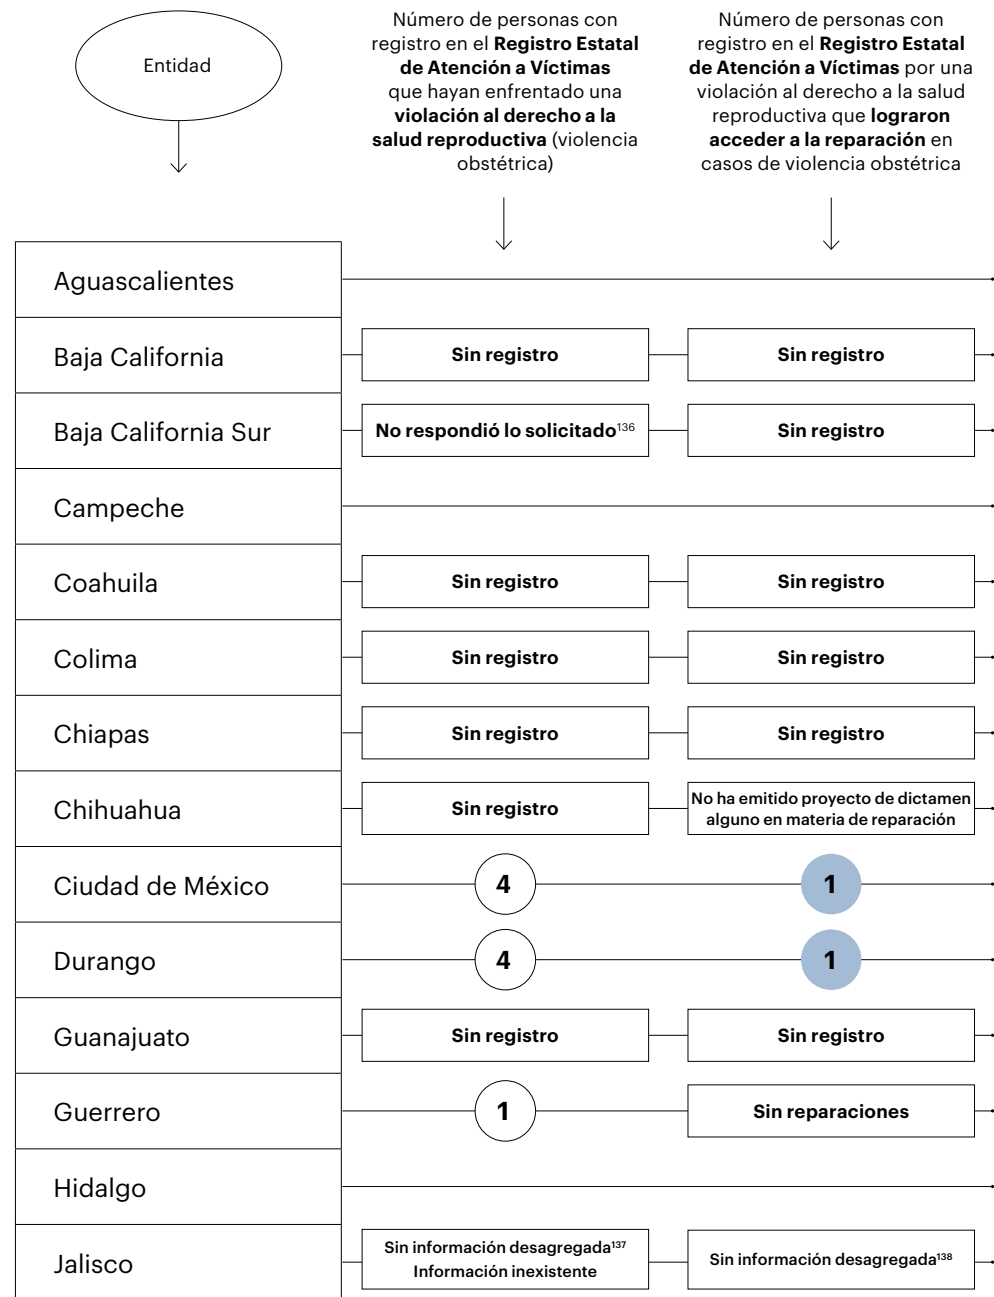 Entidad
Número de personas con
registro en el Registro Estatal
de Atención a Víctimas
que hayan enfrentado una
violación al derecho a la
salud reproductiva (violencia
obstétrica)
Número de personas con
registro en el Registro Estatal
de Atención a Víctimas por una
violación al derecho a la salud
reproductiva que lograron
acceder a la reparación en
casos de violencia obstétrica
Aguascalientes
Baja California
Sin registro
Sin registro
Baja California Sur
No respondió lo solicitado136
Sin registro
Campeche
Coahuila
Sin registro
Sin registro
Colima
Sin registro
Sin registro
Chiapas
Sin registro
Sin registro
Chihuahua
Sin registro
No ha emitido proyecto de dictamen
alguno en materia de reparación
Ciudad de México
4
1
Durango
4
1
Guanajuato
Sin registro
Sin registro
Guerrero
1
Sin reparaciones
Hidalgo
Jalisco
Sin información desagregada137
Información inexistente
Sin información desagregada138